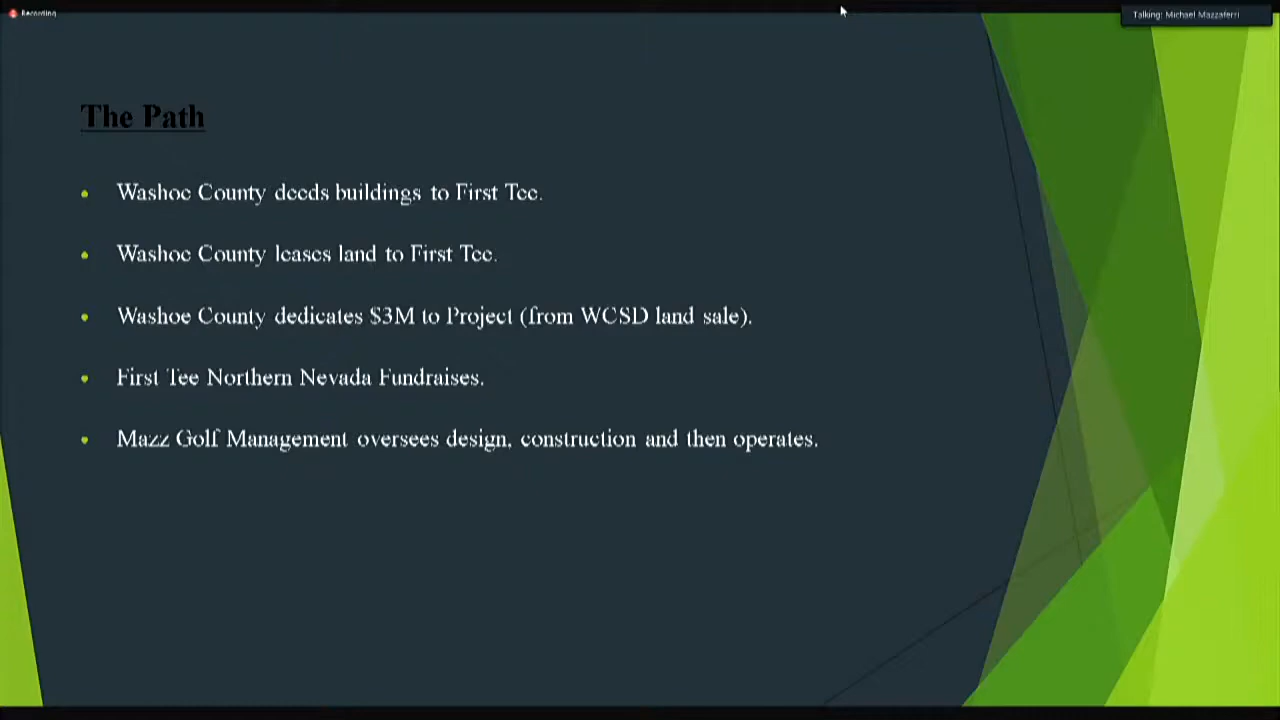 Recording
Talking: Michael Mazzaferri
The Path
Washoe County deeds buildings to First Tee.
Washoe County leases land to First Tee.
Washoe County dedicates $3M to Project (from WCSD land sale).
First Tee Northern Nevada Fundraises.
Mazz Golf Management oversees design, construction and then operates.